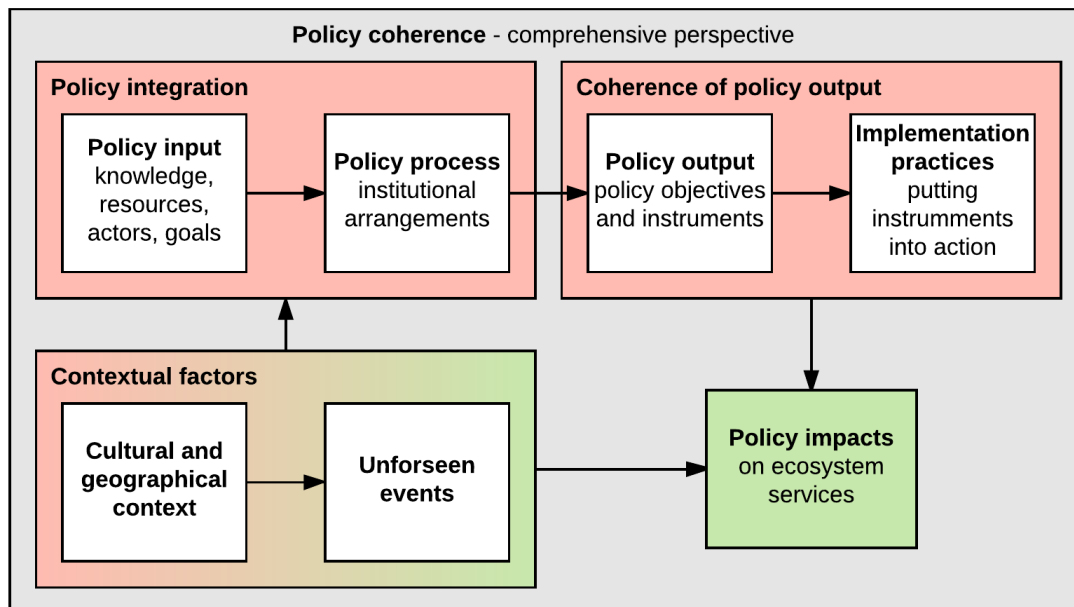 Policy coherence - comprehensive perspective
Policy integration
Policy input
knowledge,
resources,
actors, goals
Policy process
institutional
arrangements
Coherence of policy output
Policy output
policy objectives
and instruments
Implementation
practices
putting
instrumments
into action
Contextual factors
Cultural and
geographical
context
Unforseen
events
Policy impacts
on ecosystem
services